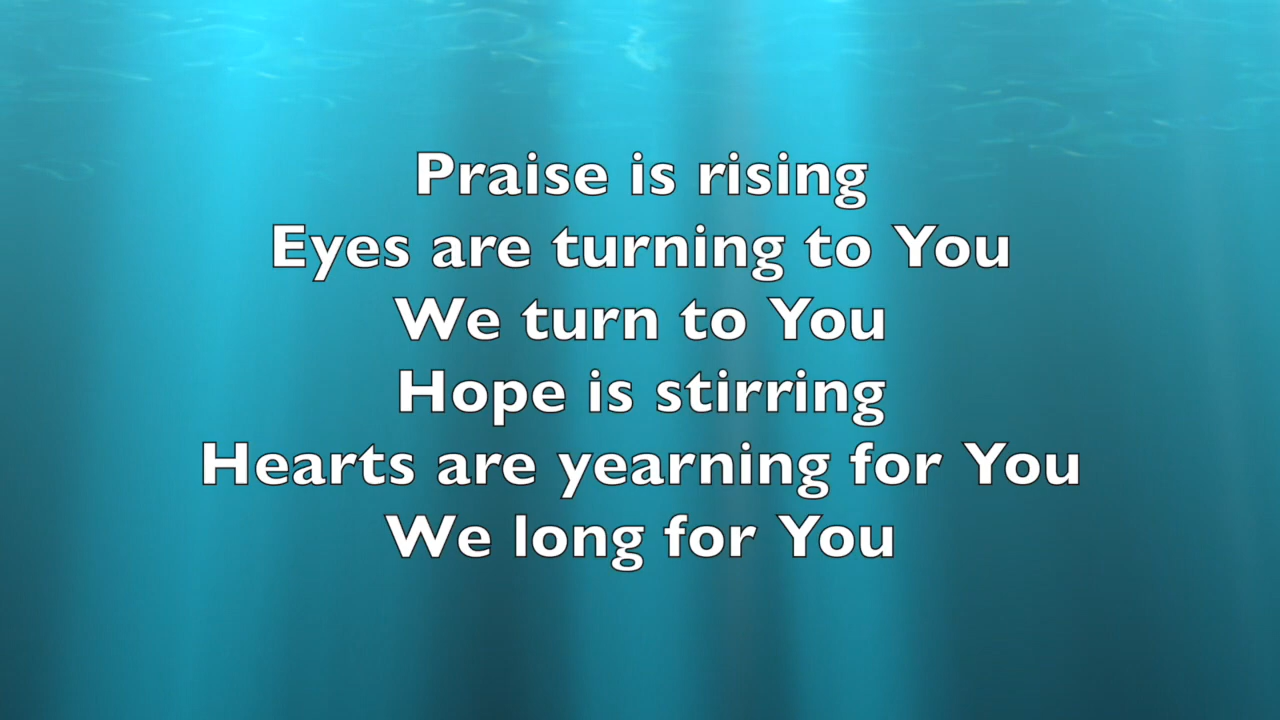 Praise is rising
Eyes are turning to You
We turn to You
Hope is stirring
Hearts are yearning for You
We long for You